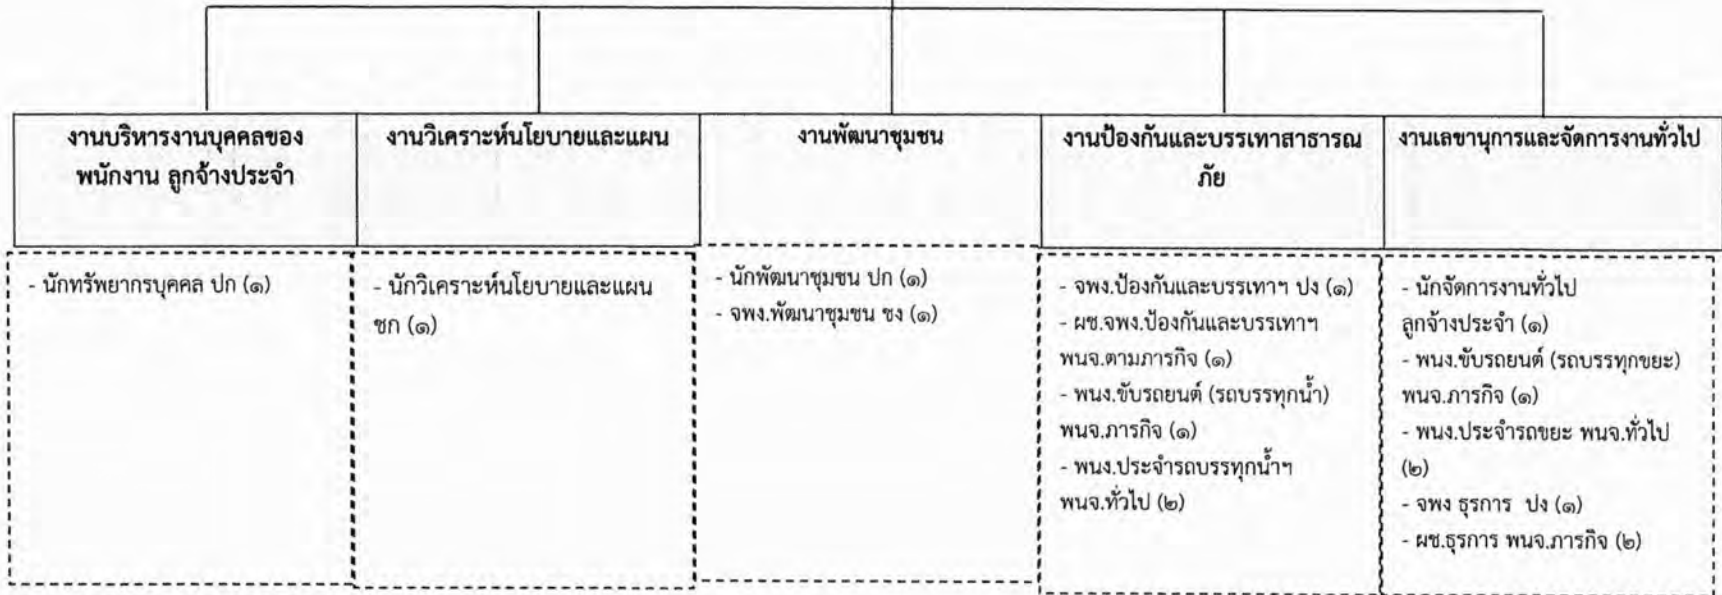 งานบริหารงานบุคคลของ
พนักงาน ลูกจ้างประจำ
งานวิเคราะห์นโยบายและแผน
งานพัฒนาชุมชน
งานป้องกันและบรรเทาสาธารณ
ภัย
งานเลขานุการและจัดการงานทั่วไป
- นักทรัพยากรบุคคล ปก (๑)
- นักวิเคราะห์นโยบายและแผน
ชก (๑)
- นักพัฒนาชุมชน ปก (๑)
- จพง.พัฒนาชุมชน ชง (๑)
- จพง.ป้องกันและบรรเทาฯ ปง (๑)
- ผช.จพง.ป้องกันและบรรเทาฯ
พนจ.ตามภารกิจ (๑)
- พนง.ขับรถยนต์ (รถบรรทุกน้ำ)
พนจ.ภารกิจ (๑)
- พนง.ประจำรถบรรทุกน้ำฯ
พนจ.ทั่วไป (๒)
- นักจัดการงานทั่วไป
ลูกจ้างประจำ (๑)
- พนง.ขับรถยนต์ (รถบรรทุกขยะ)
พนจ.ภารกิจ (๑)
- พนง.ประจำรถขยะ พนจ.ทั่วไป
(๒)
- จพง ธุรการ ปง (๑)
- ผช.ธุรการ พนจ.ภารกิจ (๒)